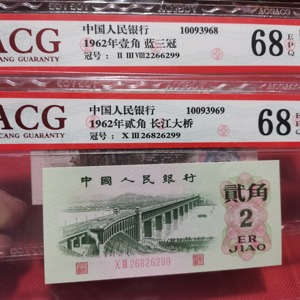 ACG
CANG GUARANTY
中国人民银行 10093968
1962年壹角 蓝三冠
冠号： II III VIII 2266299
68 E
P
Q
ACG
CANG GUARANTY
中国人民银行 10093969
1962年贰角 长江大桥
冠号： X III 26826299
68
中國人民銀行
貳角
2
ER
JIAO
X III 26826299